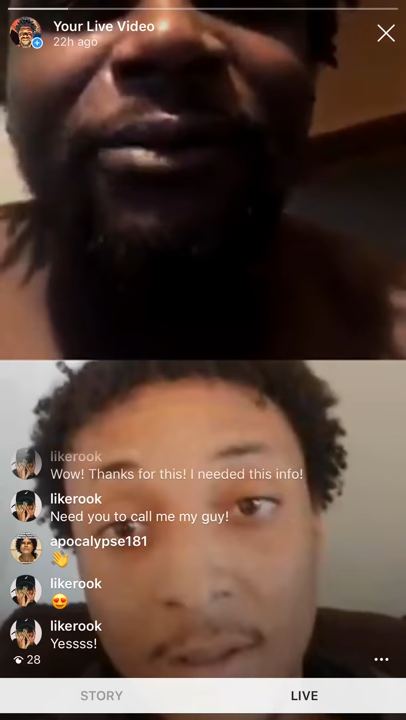 Your Live Video
22h ago
likerook
Wow! Thanks for this! I needed this info!
likerook
Need you to call me my guy!
apocalypse181
👋
likerook
😍
likerook
Yessss!
28
STORY
LIVE